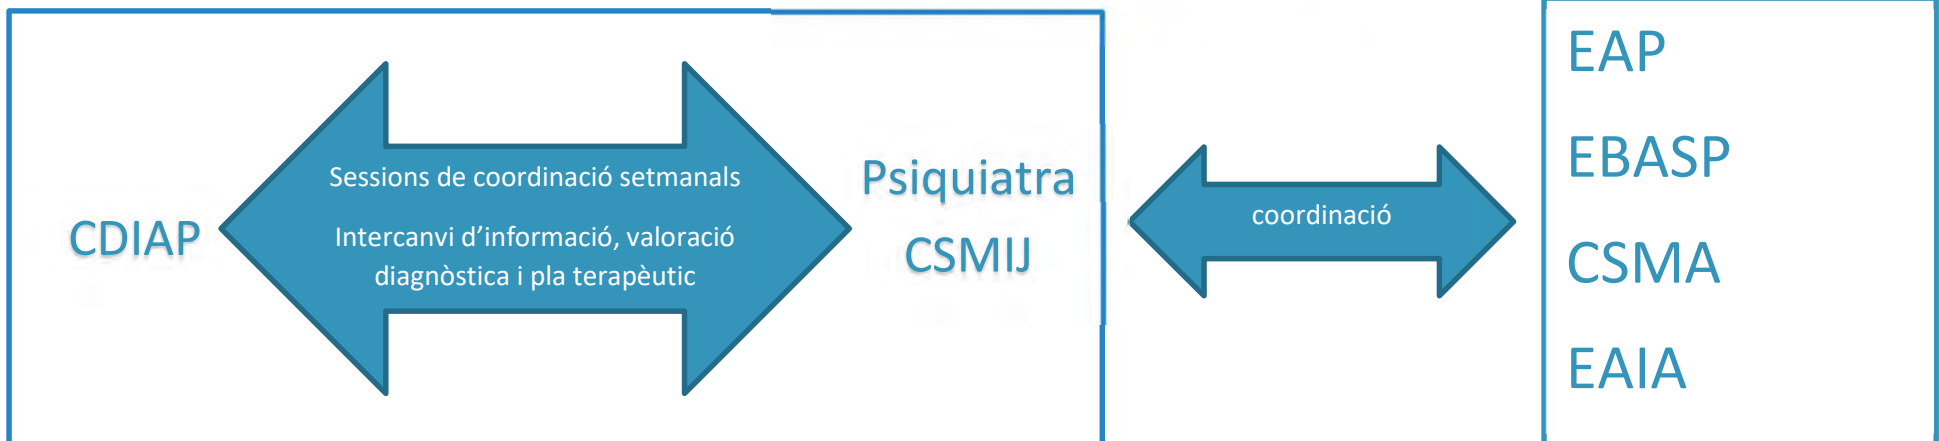 CDIAP
Sessions de coordinació setmanals
Intercanvi d’informació, valoració
diagnòstica i pla terapèutic
Psiquiatra
CSMIJ
coordinació
EAP
EBASP
CSMA
EAIA